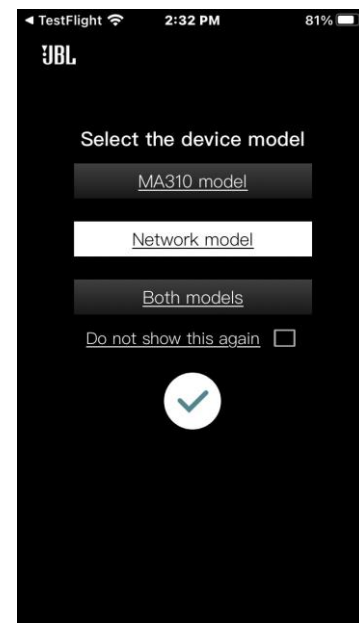 ◀ TestFlight 2:32 PM 81%
JBL
Select the device model
MA310 model
Network model
Both models
Do not show this again